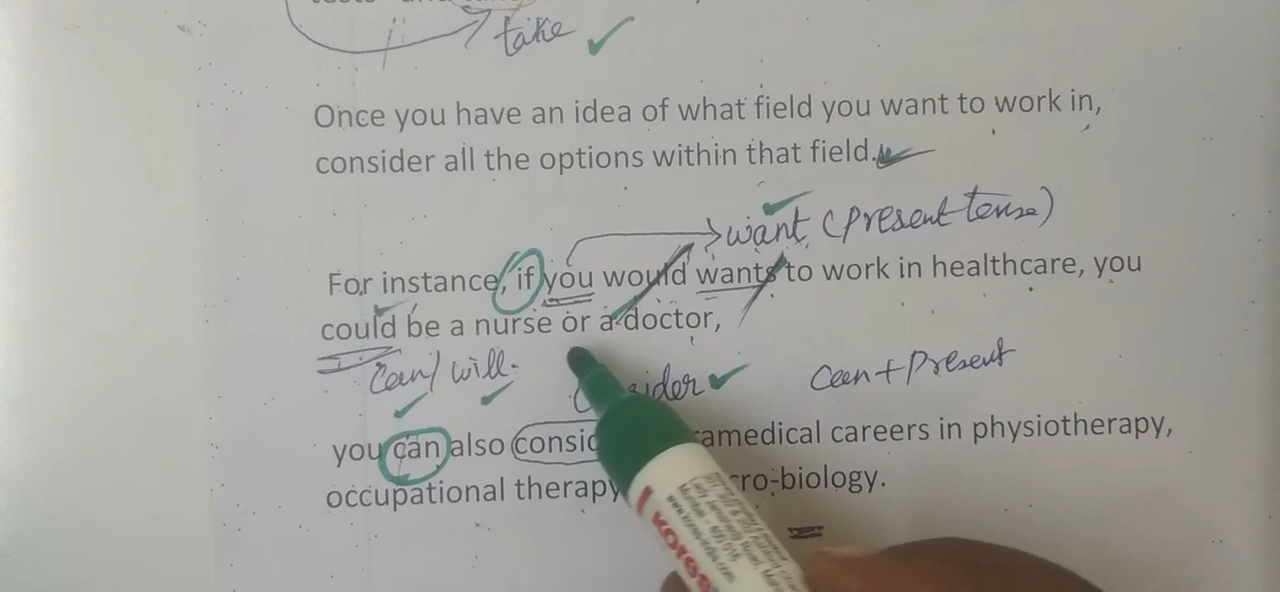 take
Once you have an idea of what field you want to work in,
consider all the options within that field.
want (present tense)
For instance, if you would wants to work in healthcare, you
could be a nurse or a doctor,
can/ will.
can + present
you can also amedical careers in physiotherapy,
occupational therapy cro-biology.